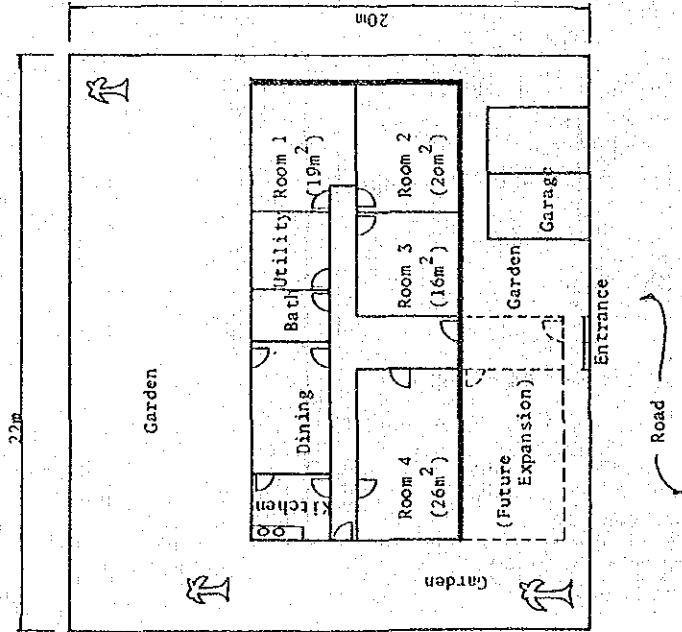 22m
20m
Garden
Kitchen
Dining
Bath
Utility
Room 1
(19m²)
Room 4
(26m²)
Room 3
(16m²)
Room 2
(20m²)
Garden
(Future
Expansion)
Garden
Garage
Entrance
Road